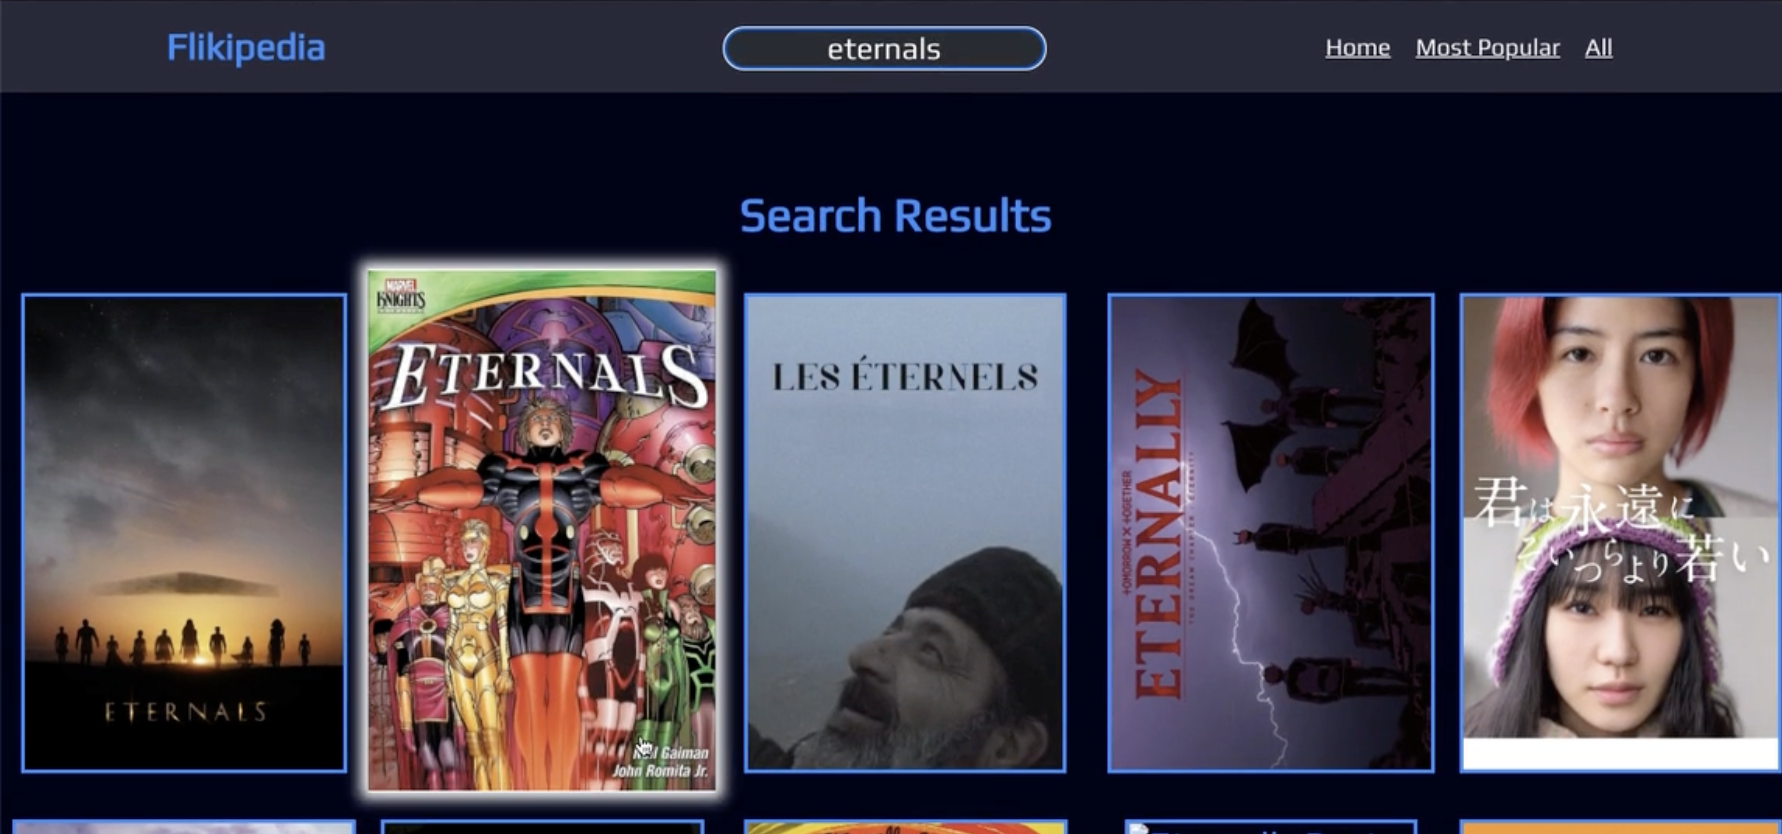 Flikipedia
eternals
Home Most Popular All
Search Results
ETERNALS
MARVEL
KNIGHTS
ETERNALS
Gaiman
John Romita Jr.
LES ÉTERNELS
TOMORROW X TOGETHER
ETERNALLY
THE DREAM CHAPTER: ETERNITY
君は永遠に
そいつらより若い